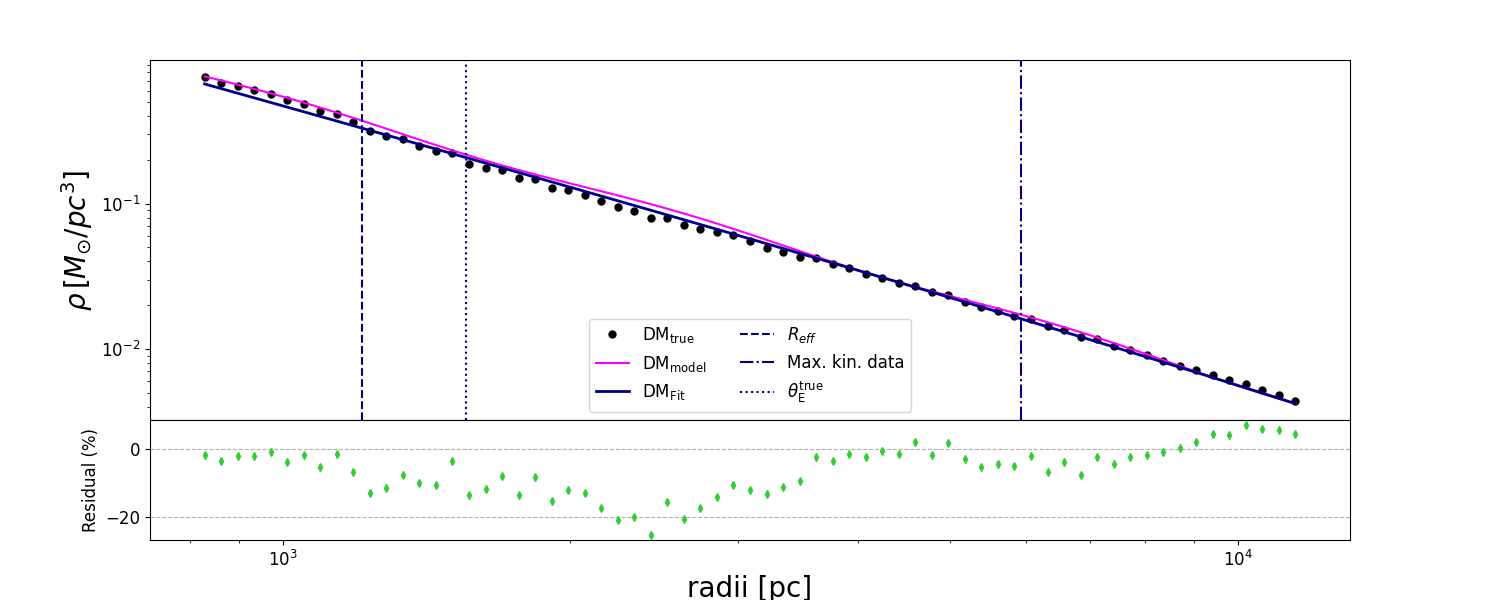 ρ [M⊙/pc³]
10⁻¹
10⁻²
DM_true
DM_model
DM_Fit
R_eff
Max. kin. data
θ_E^true
Residual (%)
0
−20
10³
10⁴
radii [pc]